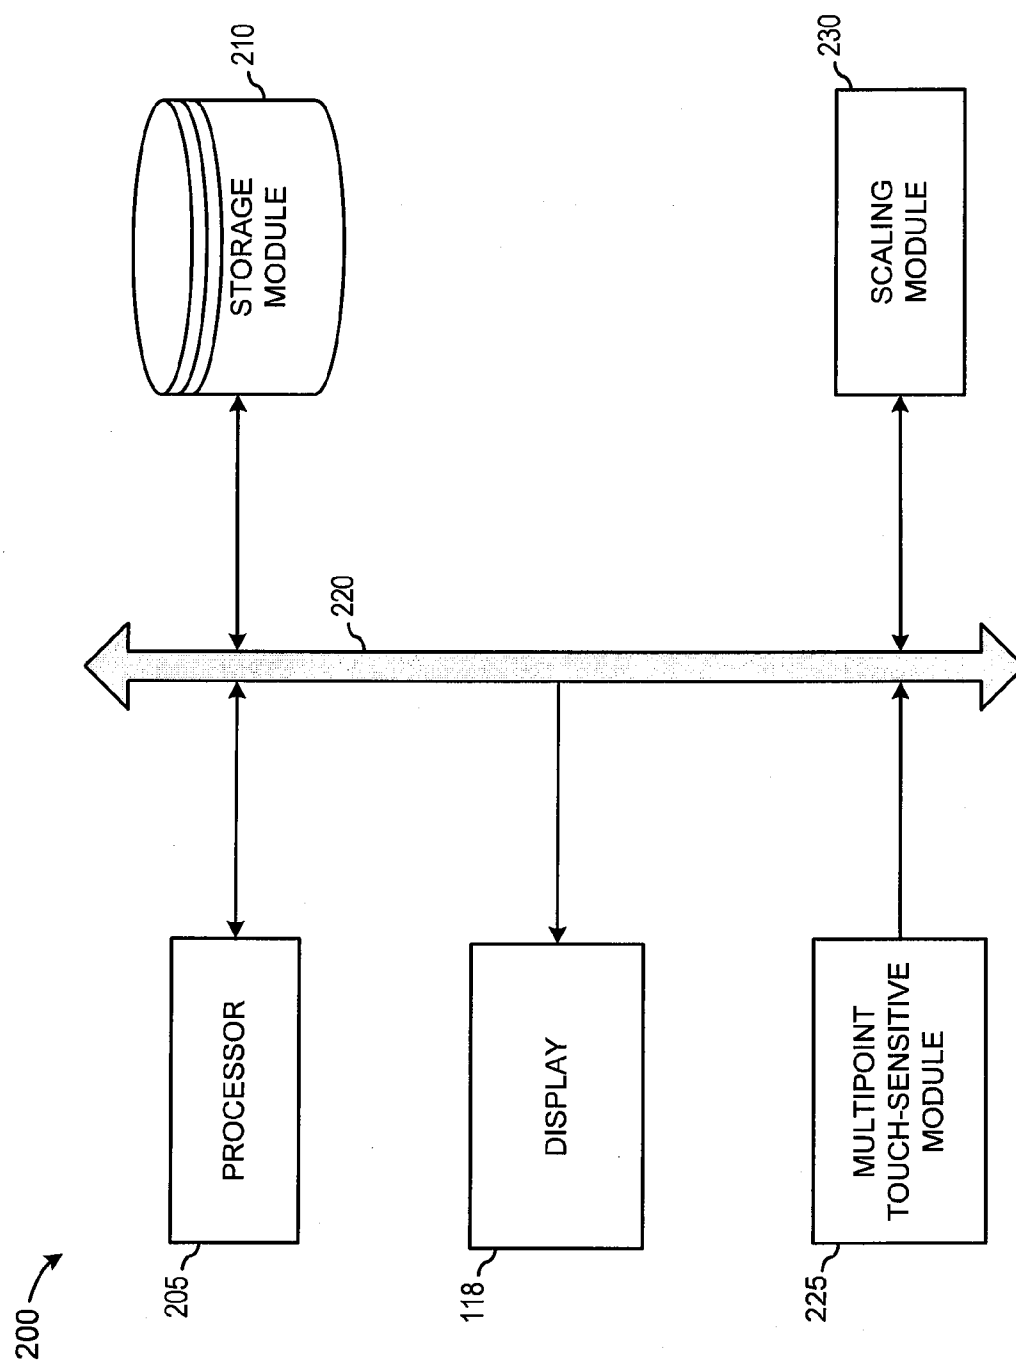 200
205
PROCESSOR
118
DISPLAY
225
MULTIPOINT
TOUCH-SENSITIVE
MODULE
220
210
STORAGE
MODULE
230
SCALING
MODULE